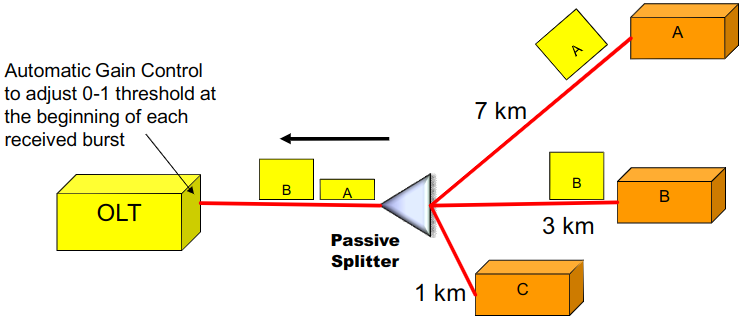 Automatic Gain Control
to adjust 0-1 threshold at
the beginning of each
received burst
OLT
B
A
Passive
Splitter
A
7 km
A
B
3 km
B
1 km
C